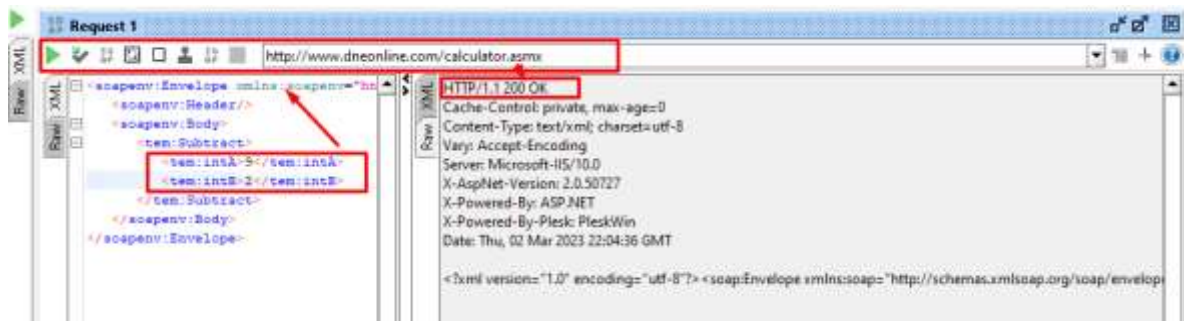 Request 1
http://www.dneonline.com/calculator.asmx
XML
Raw
XML
Raw
<soapenv:Envelope xmlns:soapenv="ht
<soapenv:Header/>
<soapenv:Body>
<tem:Subtract>
<tem:intA>9</tem:intA>
<tem:intB>2</tem:intB>
</tem:Subtract>
</soapenv:Body>
</soapenv:Envelope>
XML
Raw
HTTP/1.1 200 OK
Cache-Control: private, max-age=0
Content-Type: text/xml; charset=utf-8
Vary: Accept-Encoding
Server: Microsoft-IIS/10.0
X-AspNet-Version: 2.0.50727
X-Powered-By: ASP.NET
X-Powered-By-Plesk: PleskWin
Date: Thu, 02 Mar 2023 22:04:36 GMT
<?xml version="1.0" encoding="utf-8"?><soap:Envelope xmlns:soap="http://schemas.xmlsoap.org/soap/envelop